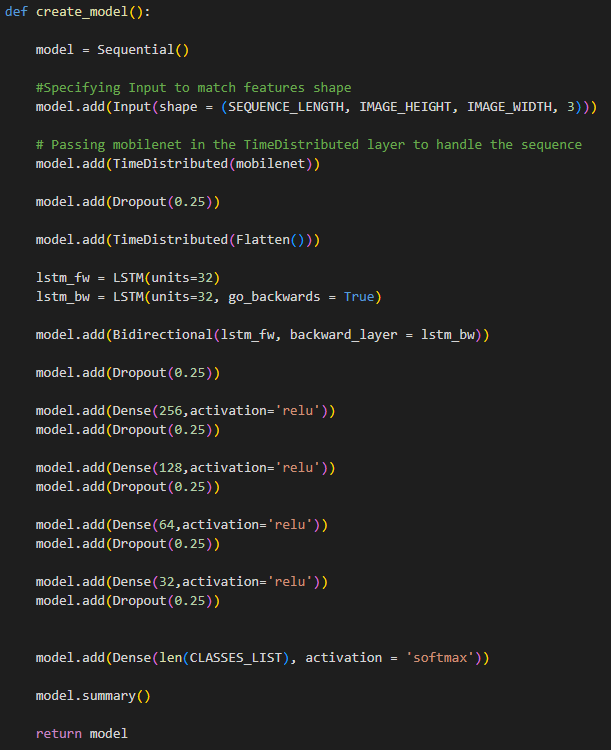 def create_model():
model = Sequential()
#Specifying Input to match features shape
model.add(Input(shape = (SEQUENCE_LENGTH, IMAGE_HEIGHT, IMAGE_WIDTH, 3)))
# Passing mobilenet in the TimeDistributed layer to handle the sequence
model.add(TimeDistributed(mobilenet))
model.add(Dropout(0.25))
model.add(TimeDistributed(Flatten()))
lstm_fw = LSTM(units=32)
lstm_bw = LSTM(units=32, go_backwards = True)
model.add(Bidirectional(lstm_fw, backward_layer = lstm_bw))
model.add(Dropout(0.25))
model.add(Dense(256,activation='relu'))
model.add(Dropout(0.25))
model.add(Dense(128,activation='relu'))
model.add(Dropout(0.25))
model.add(Dense(64,activation='relu'))
model.add(Dropout(0.25))
model.add(Dense(32,activation='relu'))
model.add(Dropout(0.25))
model.add(Dense(len(CLASSES_LIST), activation = 'softmax'))
model.summary()
return model